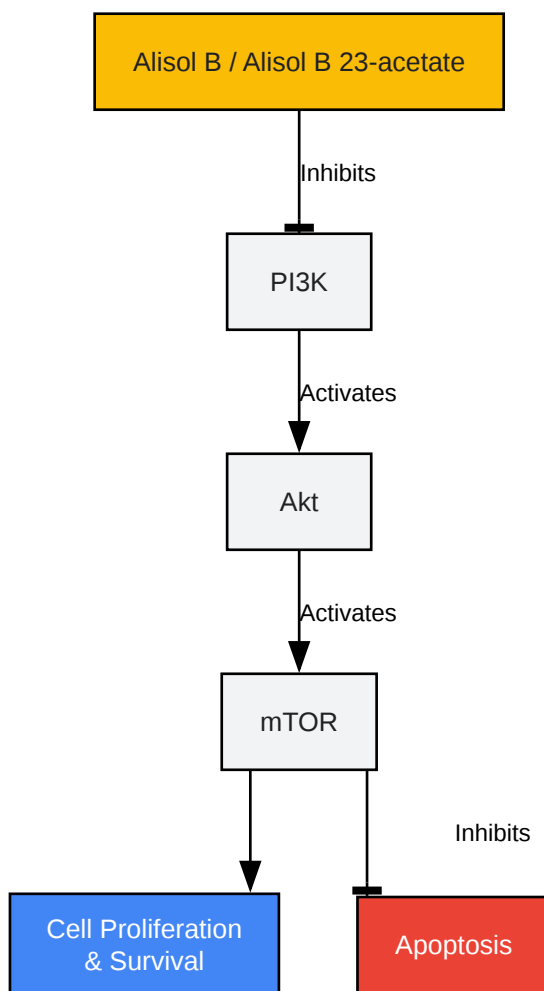 Alisol B / Alisol B 23-acetate
Inhibits
PI3K
Activates
Akt
Activates
mTOR
Inhibits
Cell Proliferation
& Survival
Apoptosis